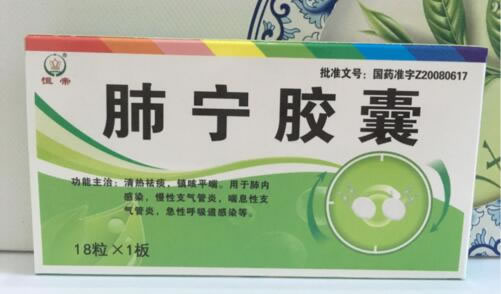 恒帝
批准文号：国药准字Z20080617
肺宁胶囊
功能主治：清热祛痰，镇咳平喘。用于肺内
感染，慢性支气管炎，喘息性支
气管炎，急性呼吸道感染等。
18粒×1板